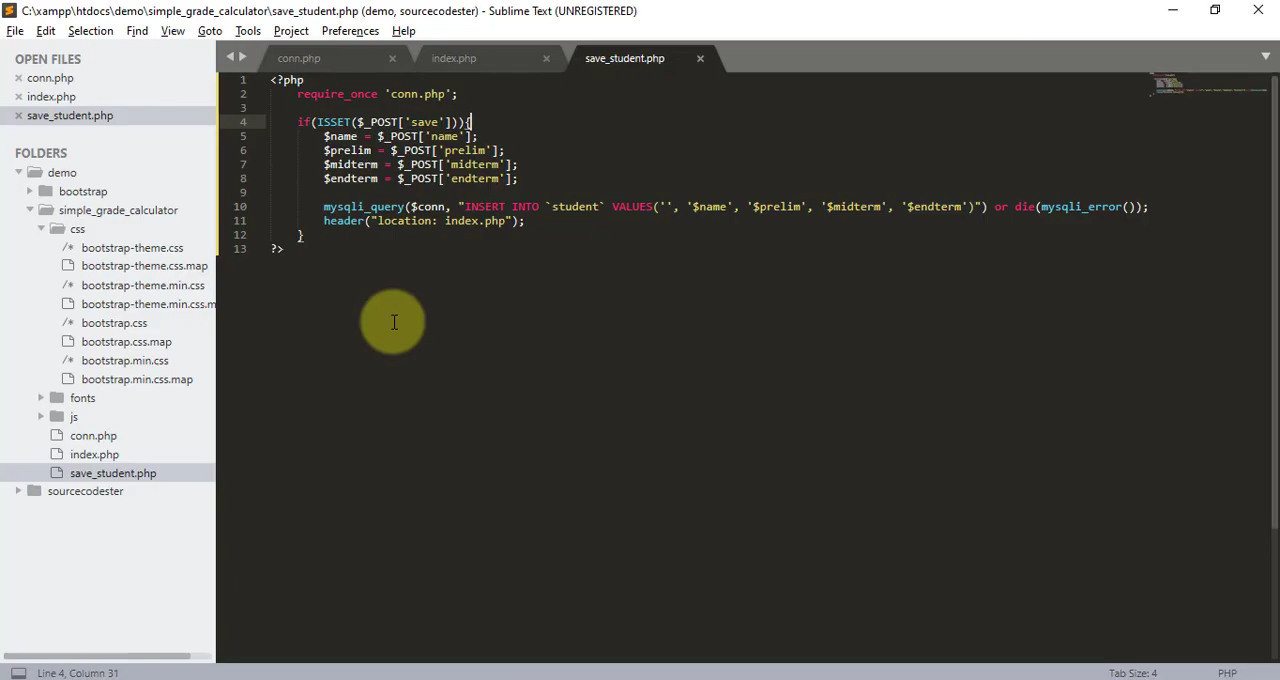 C:\xampp\htdocs\demo\simple_grade_calculator\save_student.php (demo, sourcecodester) - Sublime Text (UNREGISTERED)
File Edit Selection Find View Goto Tools Project Preferences Help
OPEN FILES
conn.php
index.php
save_student.php
FOLDERS
demo
bootstrap
simple_grade_calculator
css
bootstrap-theme.css
bootstrap-theme.css.map
bootstrap-theme.min.css
bootstrap-theme.min.css.m
bootstrap.css
bootstrap.css.map
bootstrap.min.css
bootstrap.min.css.map
fonts
js
conn.php
index.php
save_student.php
sourcecodester
conn.php index.php save_student.php
1 <?php
2 require_once 'conn.php';
3
4 if(ISSET($_POST['save'])){
5 $name = $_POST['name'];
6 $prelim = $_POST['prelim'];
7 $midterm = $_POST['midterm'];
8 $endterm = $_POST['endterm'];
9
10 mysqli_query($conn, "INSERT INTO `student` VALUES('', '$name', '$prelim', '$midterm', '$endterm')") or die(mysqli_error());
11 header("location: index.php");
12 }
13 ?>
Line 4, Column 31 Tab Size: 4 PHP